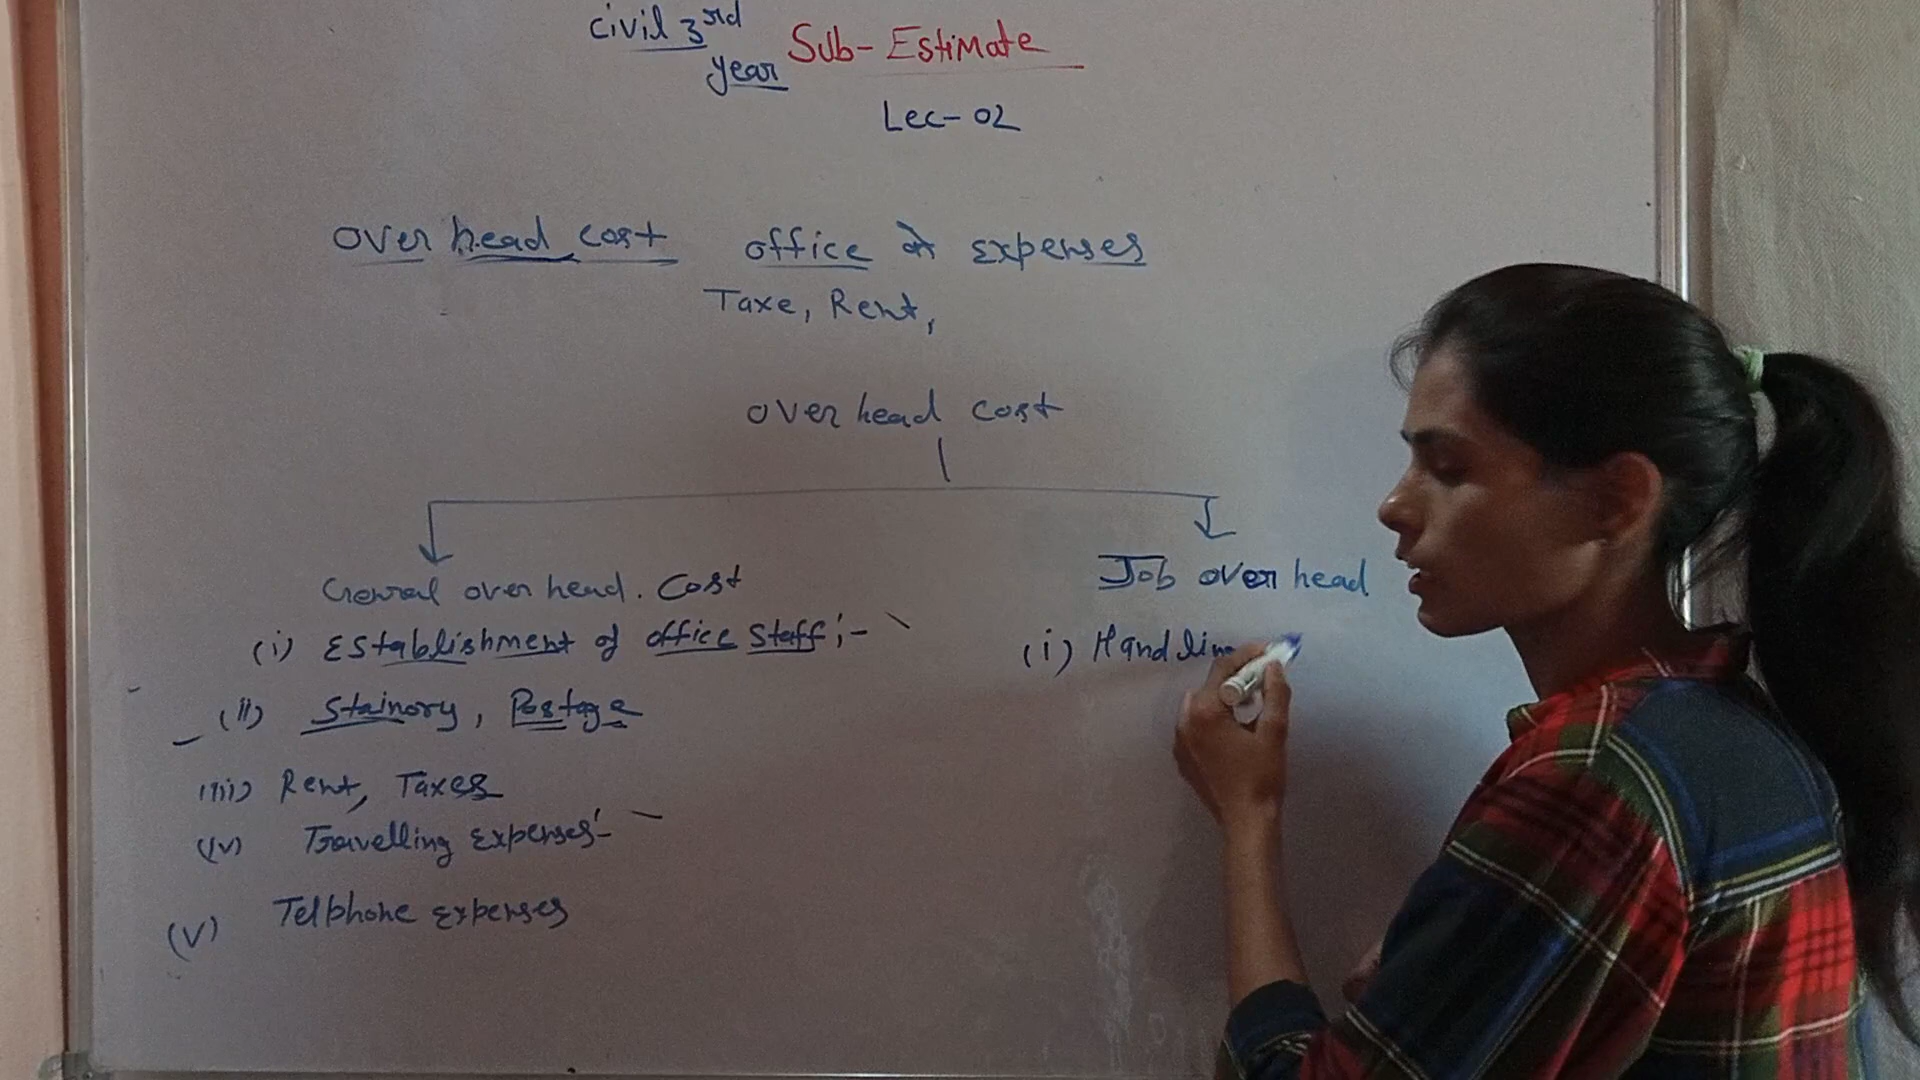 Civil 3rd year Sub-Estimate
Lec-02
over head cost office के expenses
Taxe, Rent,
over head cost
Genral over head. Cost
Job over head
(i) Establishment of office staff;-
(i) Handlin
(ii) Stainory, Postage
(iii) Rent, Taxes
(iv) Travelling expenses'-
(v) Telphone expenses